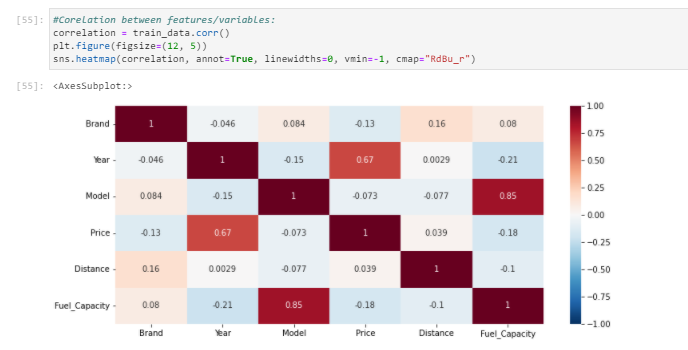 [55]: #Corelation between features/variables:
correlation = train_data.corr()
plt.figure(figsize=(12, 5))
sns.heatmap(correlation, annot=True, linewidths=0, vmin=-1, cmap="RdBu_r")
[55]: <AxesSubplot:>
Brand 1 -0.046 0.084 -0.13 0.16 0.08
Year -0.046 1 -0.15 0.67 0.0029 -0.21
Model 0.084 -0.15 1 -0.073 -0.077 0.85
Price -0.13 0.67 -0.073 1 0.039 -0.18
Distance 0.16 0.0029 -0.077 0.039 1 -0.1
Fuel_Capacity 0.08 -0.21 0.85 -0.18 -0.1 1
Brand Year Model Price Distance Fuel_Capacity
1.00
0.75
0.50
0.25
0.00
-0.25
-0.50
-0.75
-1.00